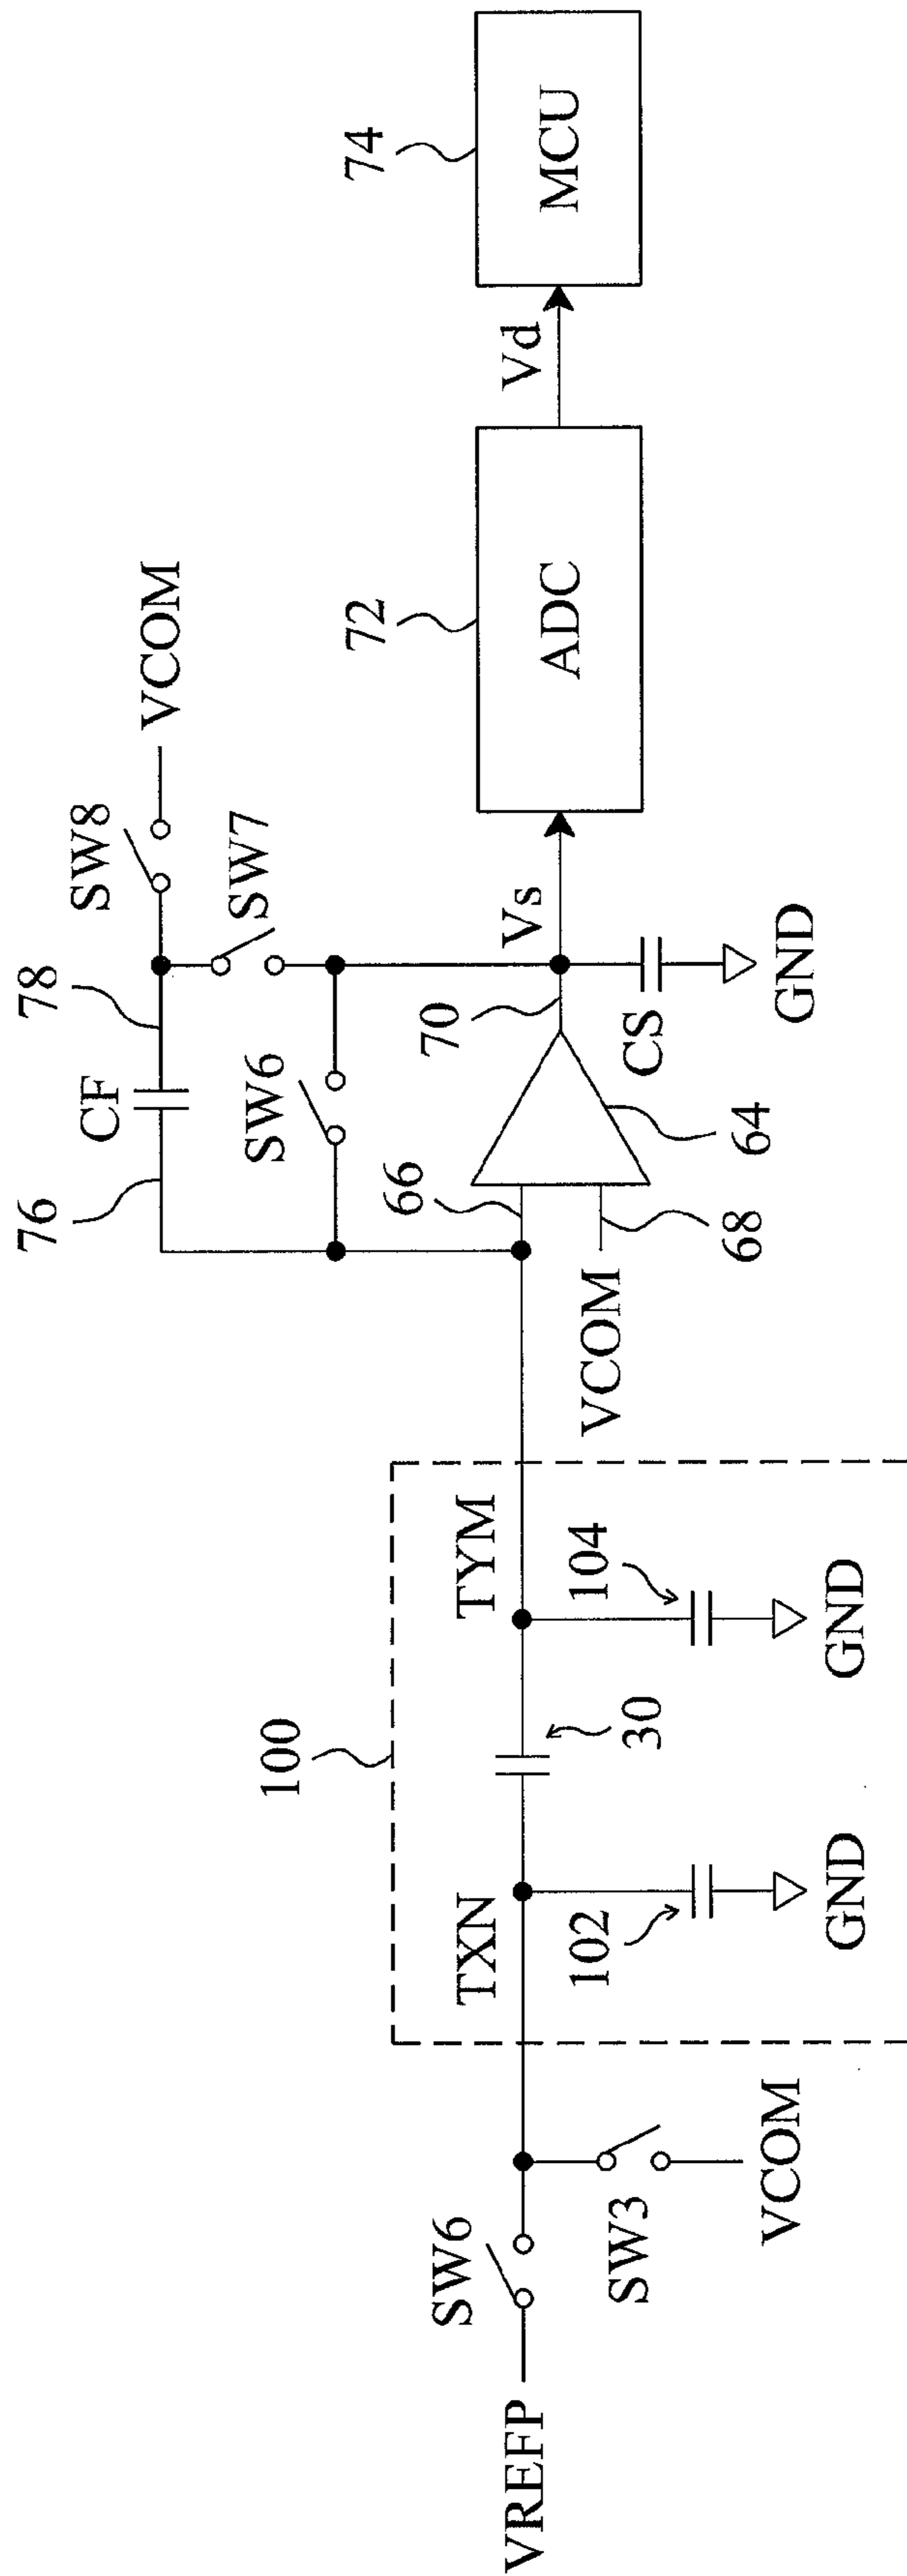 VREFP
SW6
SW3
VCOM
100
TXN
102
GND
30
TYM
104
GND
76
CF
78
SW8
VCOM
SW6
SW7
66
68
VCOM
64
70
Vs
CS
GND
72
ADC
Vd
74
MCU